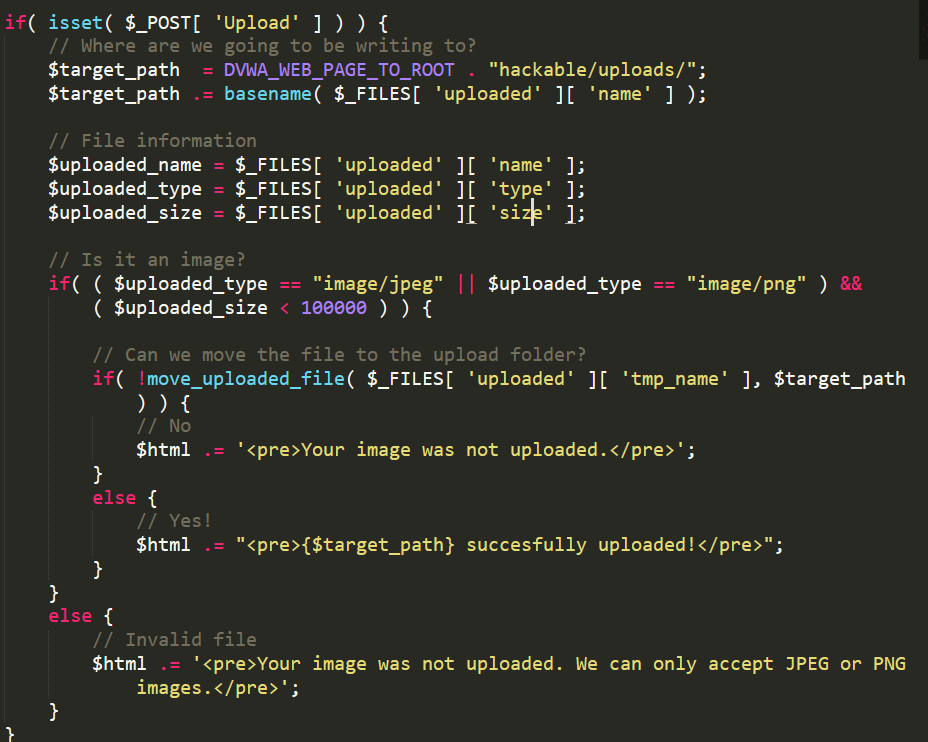 if( isset( $_POST[ 'Upload' ] ) ) {
    // Where are we going to be writing to?
    $target_path  = DVWA_WEB_PAGE_TO_ROOT . "hackable/uploads/";
    $target_path .= basename( $_FILES[ 'uploaded' ][ 'name' ] );

    // File information
    $uploaded_name = $_FILES[ 'uploaded' ][ 'name' ];
    $uploaded_type = $_FILES[ 'uploaded' ][ 'type' ];
    $uploaded_size = $_FILES[ 'uploaded' ][ 'size' ];

    // Is it an image?
    if( ( $uploaded_type == "image/jpeg" || $uploaded_type == "image/png" ) &&
        ( $uploaded_size < 100000 ) ) {

        // Can we move the file to the upload folder?
        if( !move_uploaded_file( $_FILES[ 'uploaded' ][ 'tmp_name' ], $target_path
            ) ) {
            // No
            $html .= '<pre>Your image was not uploaded.</pre>';
        }
        else {
            // Yes!
            $html .= "<pre>{$target_path} succesfully uploaded!</pre>";
        }
    }
    else {
        // Invalid file
        $html .= '<pre>Your image was not uploaded. We can only accept JPEG or PNG
            images.</pre>';
    }
}